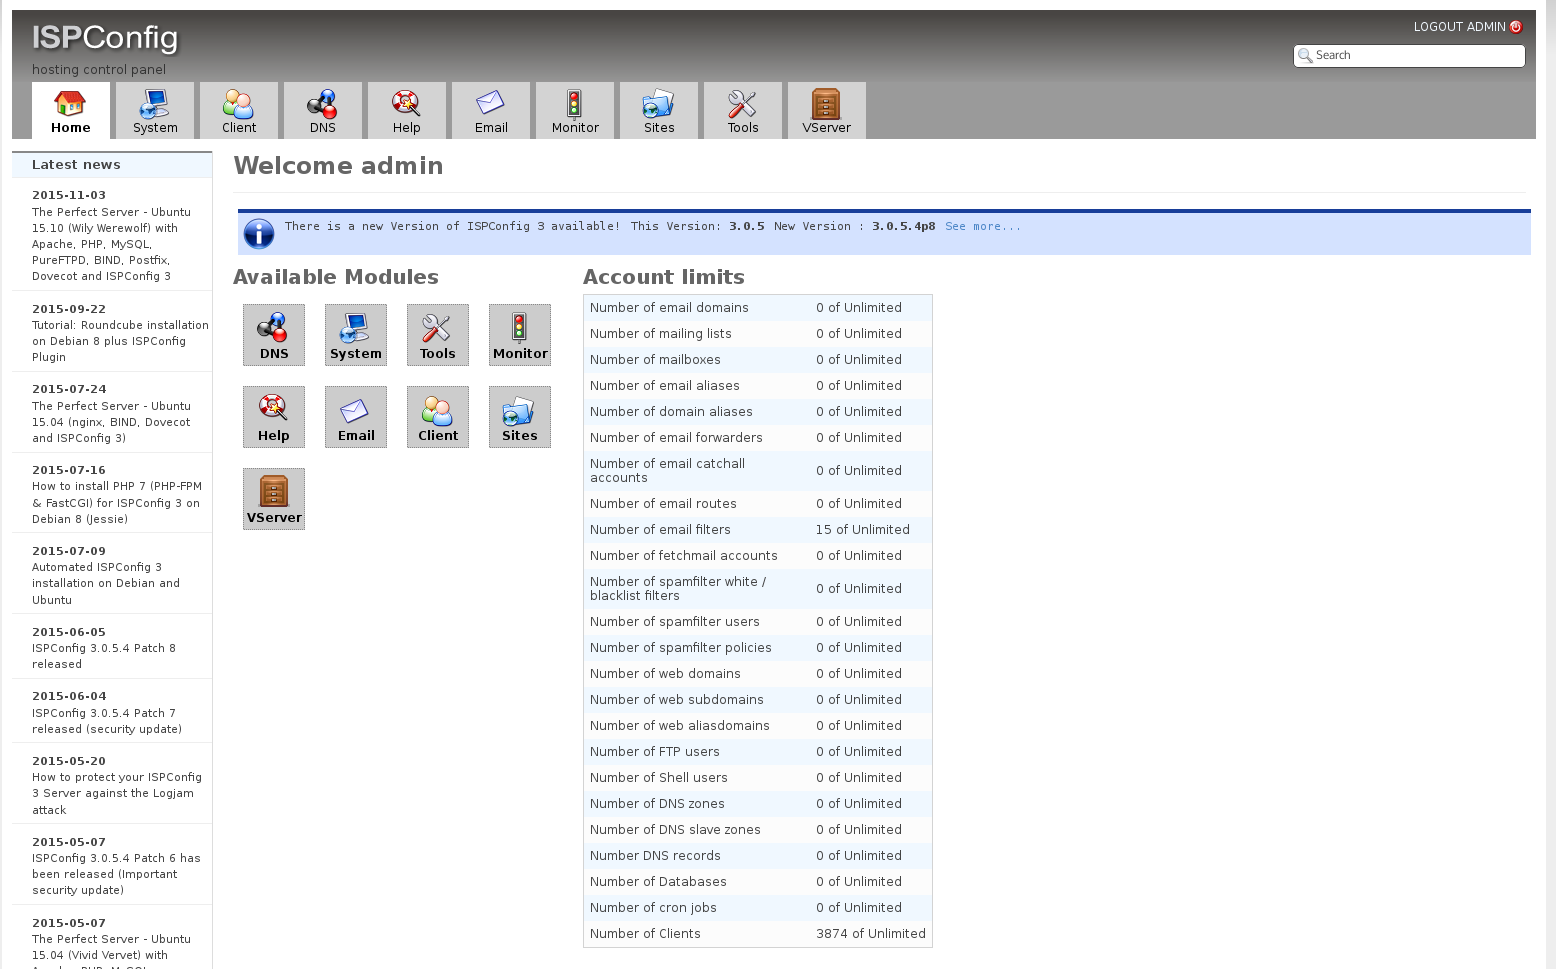 ISPConfig
hosting control panel
LOGOUT ADMIN
Search
Home
System
Client
DNS
Help
Email
Monitor
Sites
Tools
VServer
Latest news
2015-11-03
The Perfect Server - Ubuntu
15.10 (Wily Werewolf) with
Apache, PHP, MySQL,
PureFTPD, BIND, Postfix,
Dovecot and ISPConfig 3
2015-09-22
Tutorial: Roundcube installation
on Debian 8 plus ISPConfig
Plugin
2015-07-24
The Perfect Server - Ubuntu
15.04 (nginx, BIND, Dovecot
and ISPConfig 3)
2015-07-16
How to install PHP 7 (PHP-FPM
& FastCGI) for ISPConfig 3 on
Debian 8 (Jessie)
2015-07-09
Automated ISPConfig 3
installation on Debian and
Ubuntu
2015-06-05
ISPConfig 3.0.5.4 Patch 8
released
2015-06-04
ISPConfig 3.0.5.4 Patch 7
released (security update)
2015-05-20
How to protect your ISPConfig
3 Server against the Logjam
attack
2015-05-07
ISPConfig 3.0.5.4 Patch 6 has
been released (Important
security update)
2015-05-07
The Perfect Server - Ubuntu
15.04 (Vivid Vervet) with
Welcome admin
There is a new Version of ISPConfig 3 available! This Version: 3.0.5 New Version : 3.0.5.4p8 See more...
Available Modules
DNS
System
Tools
Monitor
Help
Email
Client
Sites
VServer
Account limits
Number of email domains 0 of Unlimited
Number of mailing lists 0 of Unlimited
Number of mailboxes 0 of Unlimited
Number of email aliases 0 of Unlimited
Number of domain aliases 0 of Unlimited
Number of email forwarders 0 of Unlimited
Number of email catchall
accounts 0 of Unlimited
Number of email routes 0 of Unlimited
Number of email filters 15 of Unlimited
Number of fetchmail accounts 0 of Unlimited
Number of spamfilter white /
blacklist filters 0 of Unlimited
Number of spamfilter users 0 of Unlimited
Number of spamfilter policies 0 of Unlimited
Number of web domains 0 of Unlimited
Number of web subdomains 0 of Unlimited
Number of web aliasdomains 0 of Unlimited
Number of FTP users 0 of Unlimited
Number of Shell users 0 of Unlimited
Number of DNS zones 0 of Unlimited
Number of DNS slave zones 0 of Unlimited
Number DNS records 0 of Unlimited
Number of Databases 0 of Unlimited
Number of cron jobs 0 of Unlimited
Number of Clients 3874 of Unlimited